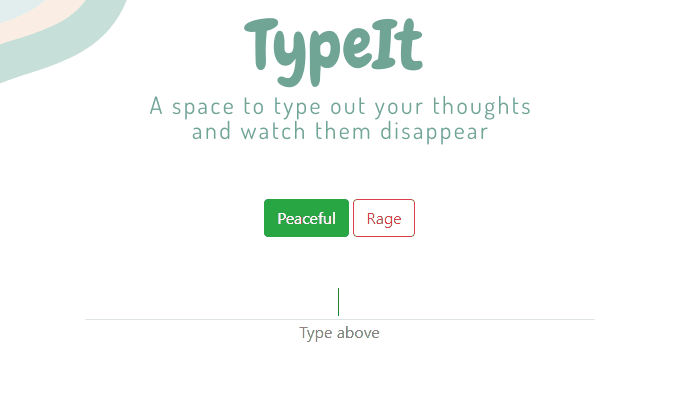 TypeIt
A space to type out your thoughts
and watch them disappear
Peaceful Rage
Type above